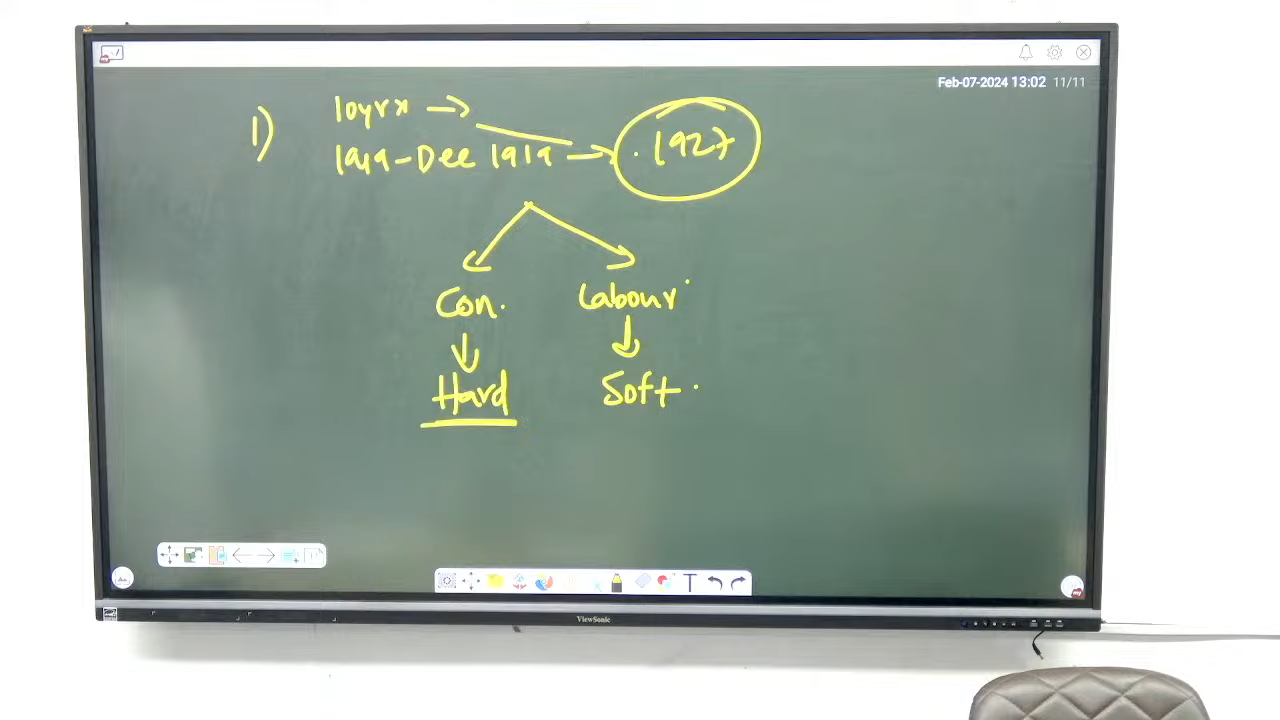 Feb-07-2024 13:02 11/11
1) 10yrs →
1919-Dec 1919 → 1927
Con. Labour
Hard Soft
ViewSonic